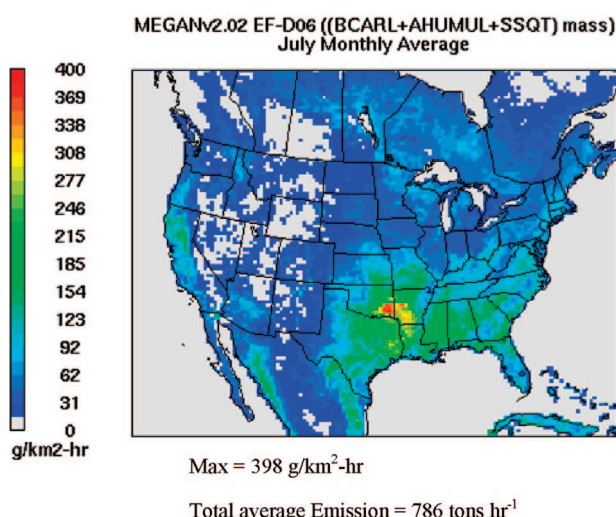 MEGANv2.02 EF-D06 ((BCARL+AHUMUL+SSQT) mass)
July Monthly Average
400
369
338
308
277
246
215
185
154
123
92
62
31
0
g/km2-hr
Max = 398 g/km²-hr
Total average Emission = 786 tons hr⁻¹